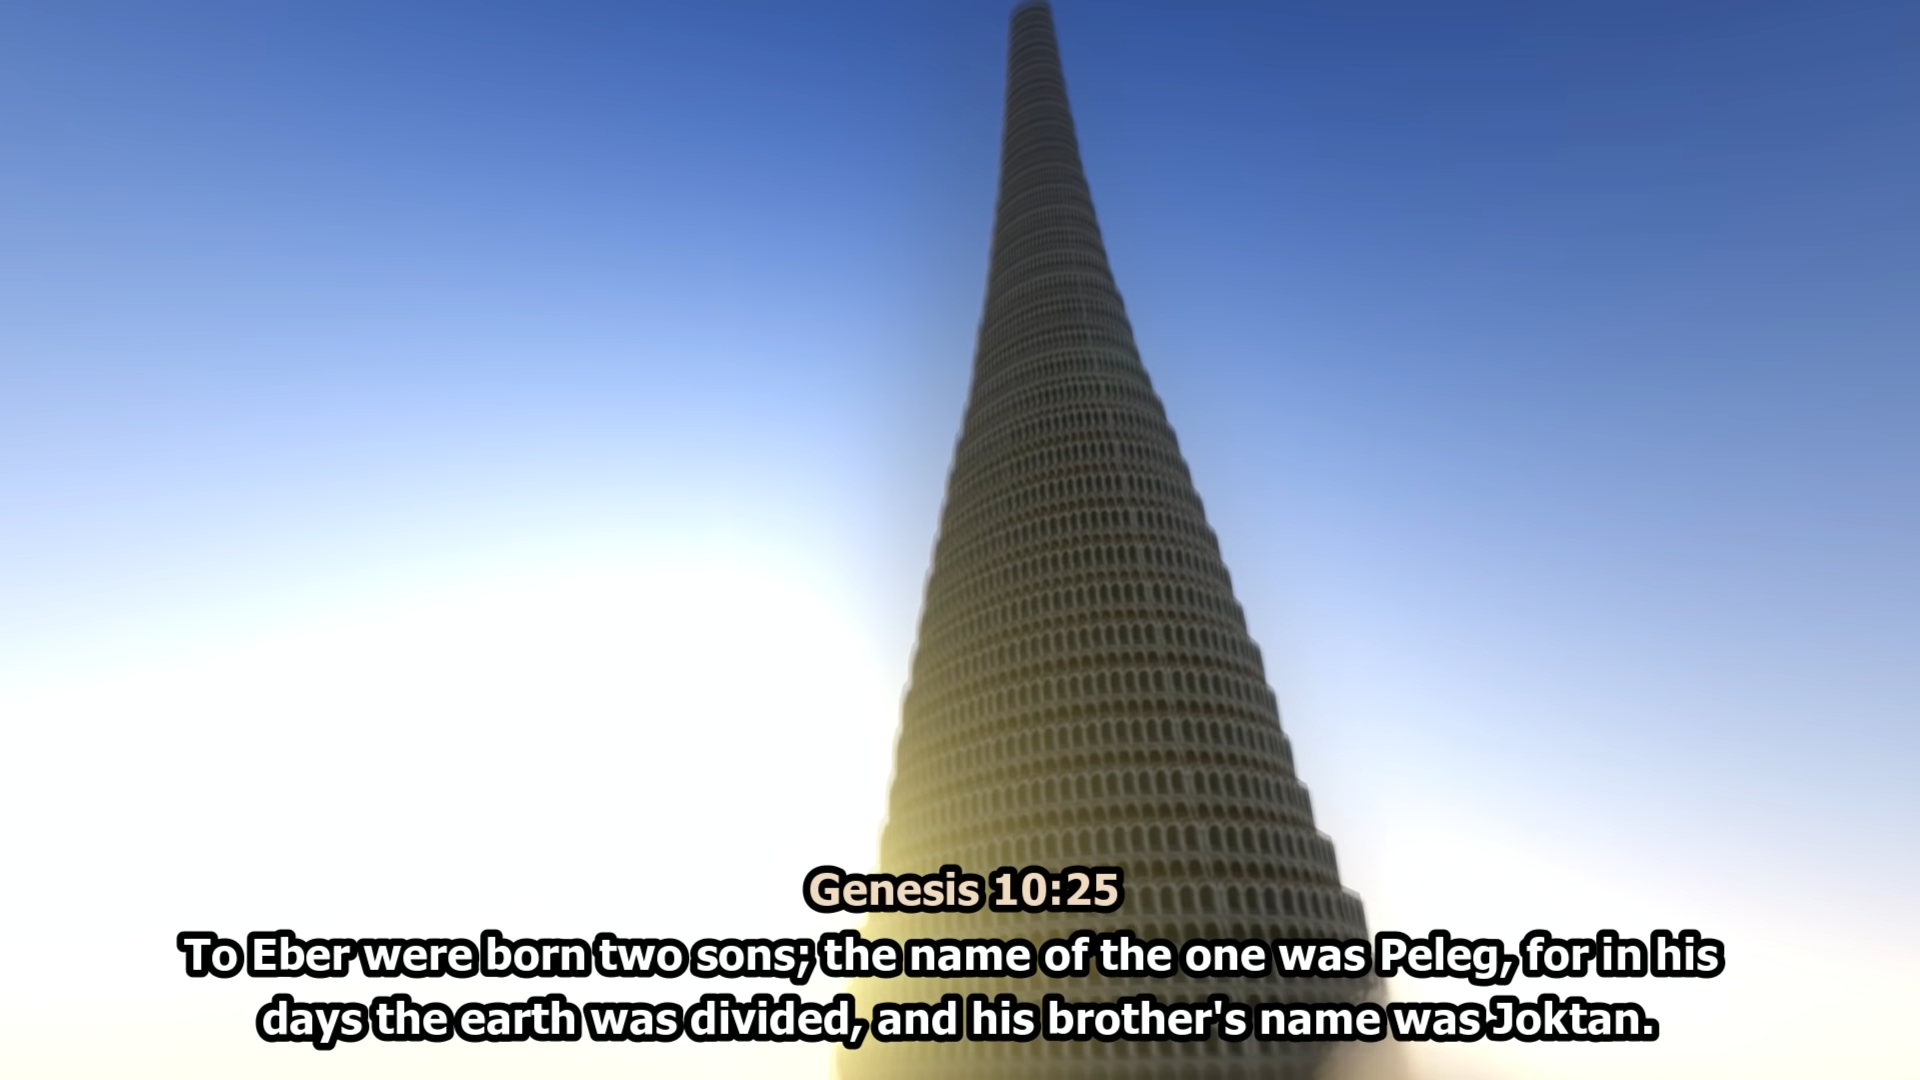 Genesis 10:25
To Eber were born two sons; the name of the one was Peleg, for in his
days the earth was divided, and his brother's name was Joktan.